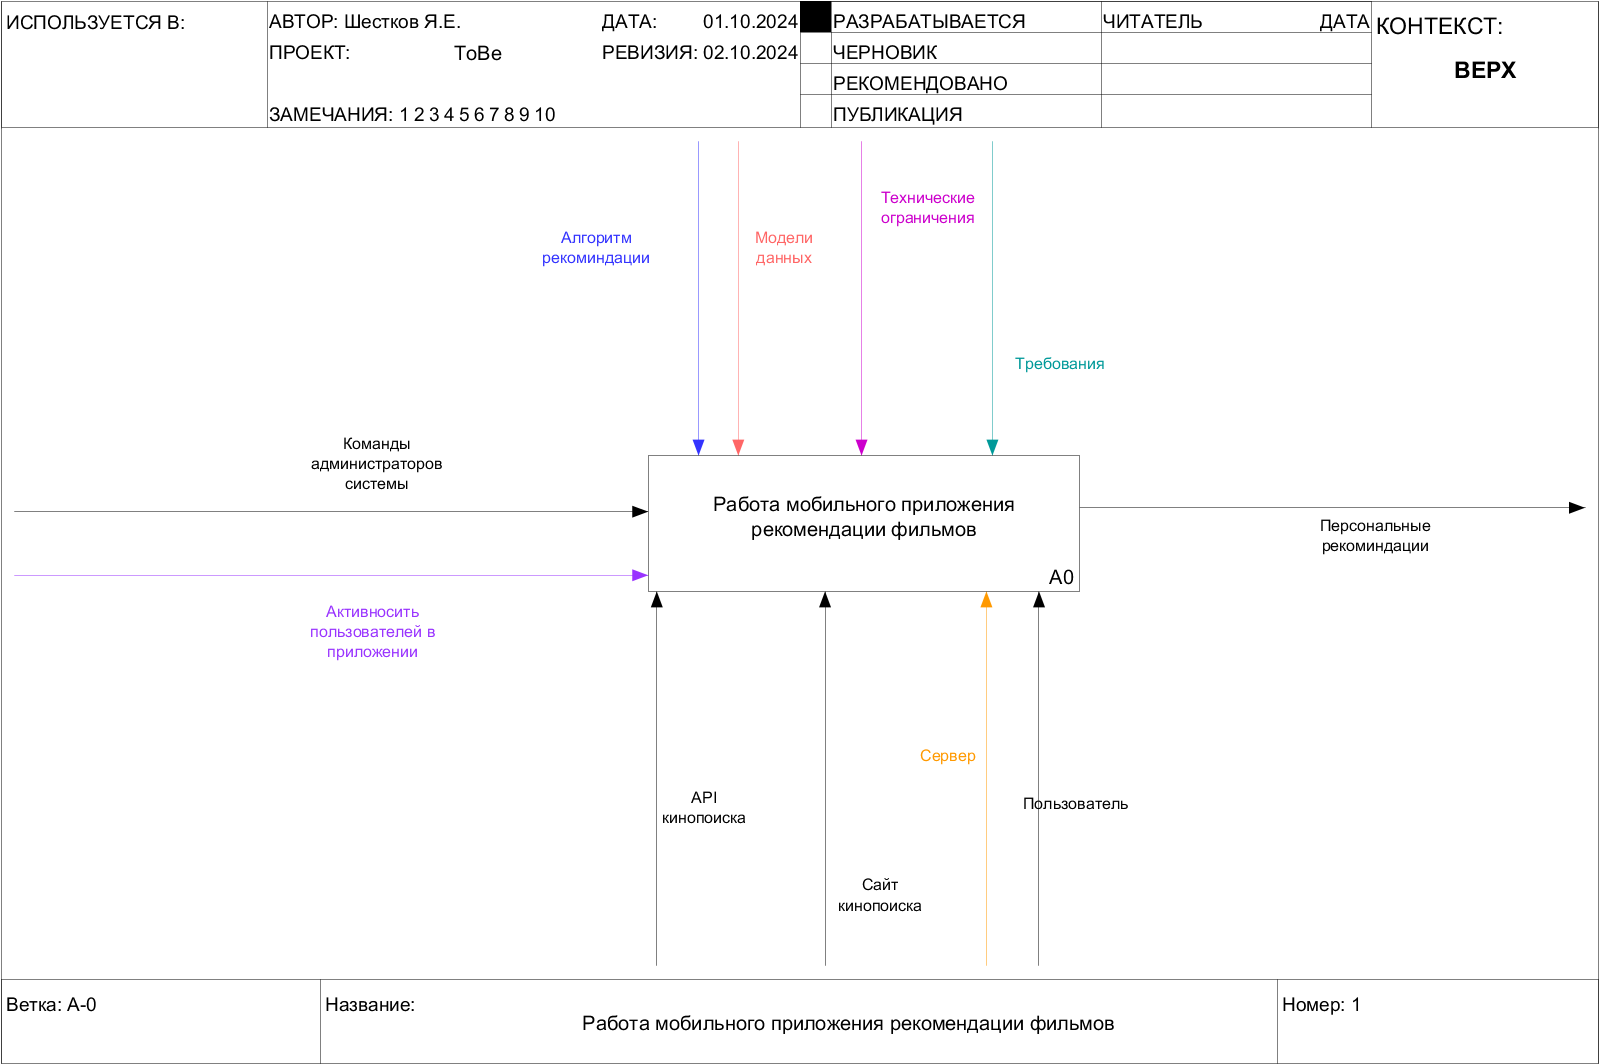 ИСПОЛЬЗУЕТСЯ В:
АВТОР: Шестков Я.Е.
ДАТА: 01.10.2024
ПРОЕКТ: ToBe
РЕВИЗИЯ: 02.10.2024
ЗАМЕЧАНИЯ: 1 2 3 4 5 6 7 8 9 10
РАЗРАБАТЫВАЕТСЯ
ЧЕРНОВИК
РЕКОМЕНДОВАНО
ПУБЛИКАЦИЯ
ЧИТАТЕЛЬ
ДАТА
КОНТЕКСТ:
ВЕРХ
Технические
ограничения
Алгоритм
рекоминдации
Модели
данных
Требования
Команды
администраторов
системы
Работа мобильного приложения
рекомендации фильмов
A0
Персональные
рекоминдации
Активносить
пользователей в
приложении
Сервер
API
кинопоиска
Пользователь
Сайт
кинопоиска
Ветка: A-0
Название:
Работа мобильного приложения рекомендации фильмов
Номер: 1